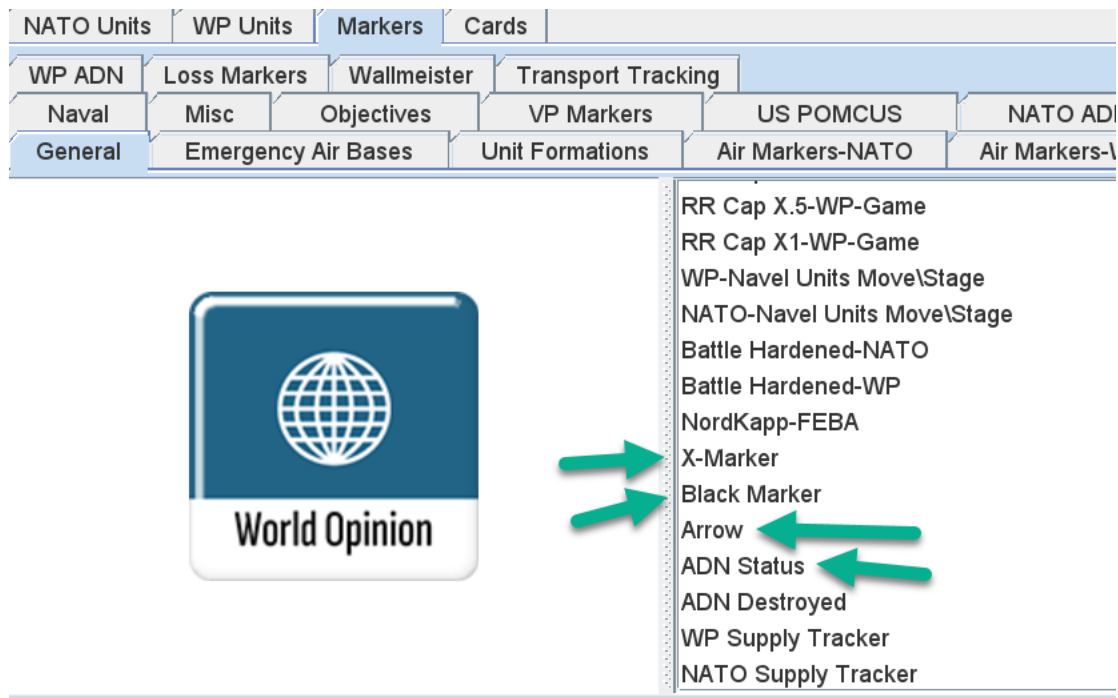 NATO Units WP Units Markers Cards
WP ADN Loss Markers Wallmeister Transport Tracking
Naval Misc Objectives VP Markers US POMCUS NATO
General Emergency Air Bases Unit Formations Air Markers-NATO Air Markers-
RR Cap X.5-WP-Game
RR Cap X1-WP-Game
WP-Navel Units Move\Stage
NATO-Navel Units Move\Stage
Battle Hardened-NATO
Battle Hardened-WP
NordKapp-FEBA
X-Marker
Black Marker
Arrow
ADN Status
ADN Destroyed
WP Supply Tracker
NATO Supply Tracker
World Opinion